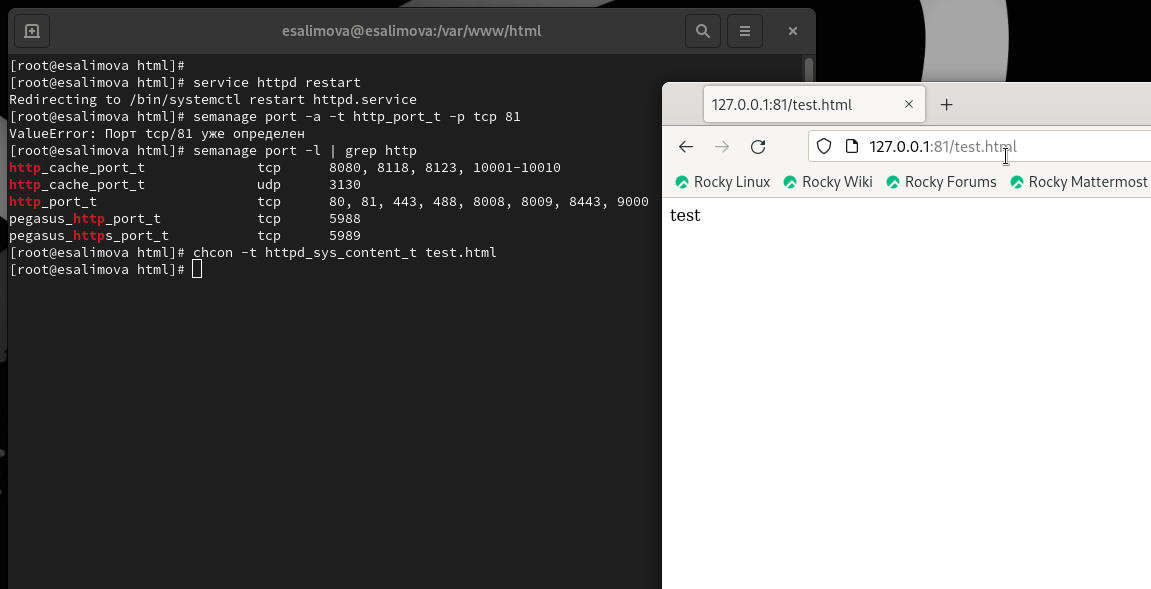 esalimova@esalimova:/var/www/html
[root@esalimova html]#
[root@esalimova html]# service httpd restart
Redirecting to /bin/systemctl restart httpd.service
[root@esalimova html]# semanage port -a -t http_port_t -p tcp 81
ValueError: Порт tcp/81 уже определен
[root@esalimova html]# semanage port -l | grep http
http_cache_port_t tcp 8080, 8118, 8123, 10001-10010
http_cache_port_t udp 3130
http_port_t tcp 80, 81, 443, 488, 8008, 8009, 8443, 9000
pegasus_http_port_t tcp 5988
pegasus_https_port_t tcp 5989
[root@esalimova html]# chcon -t httpd_sys_content_t test.html
[root@esalimova html]#
127.0.0.1:81/test.html
127.0.0.1:81/test.html
Rocky Linux Rocky Wiki Rocky Forums Rocky Mattermost
test